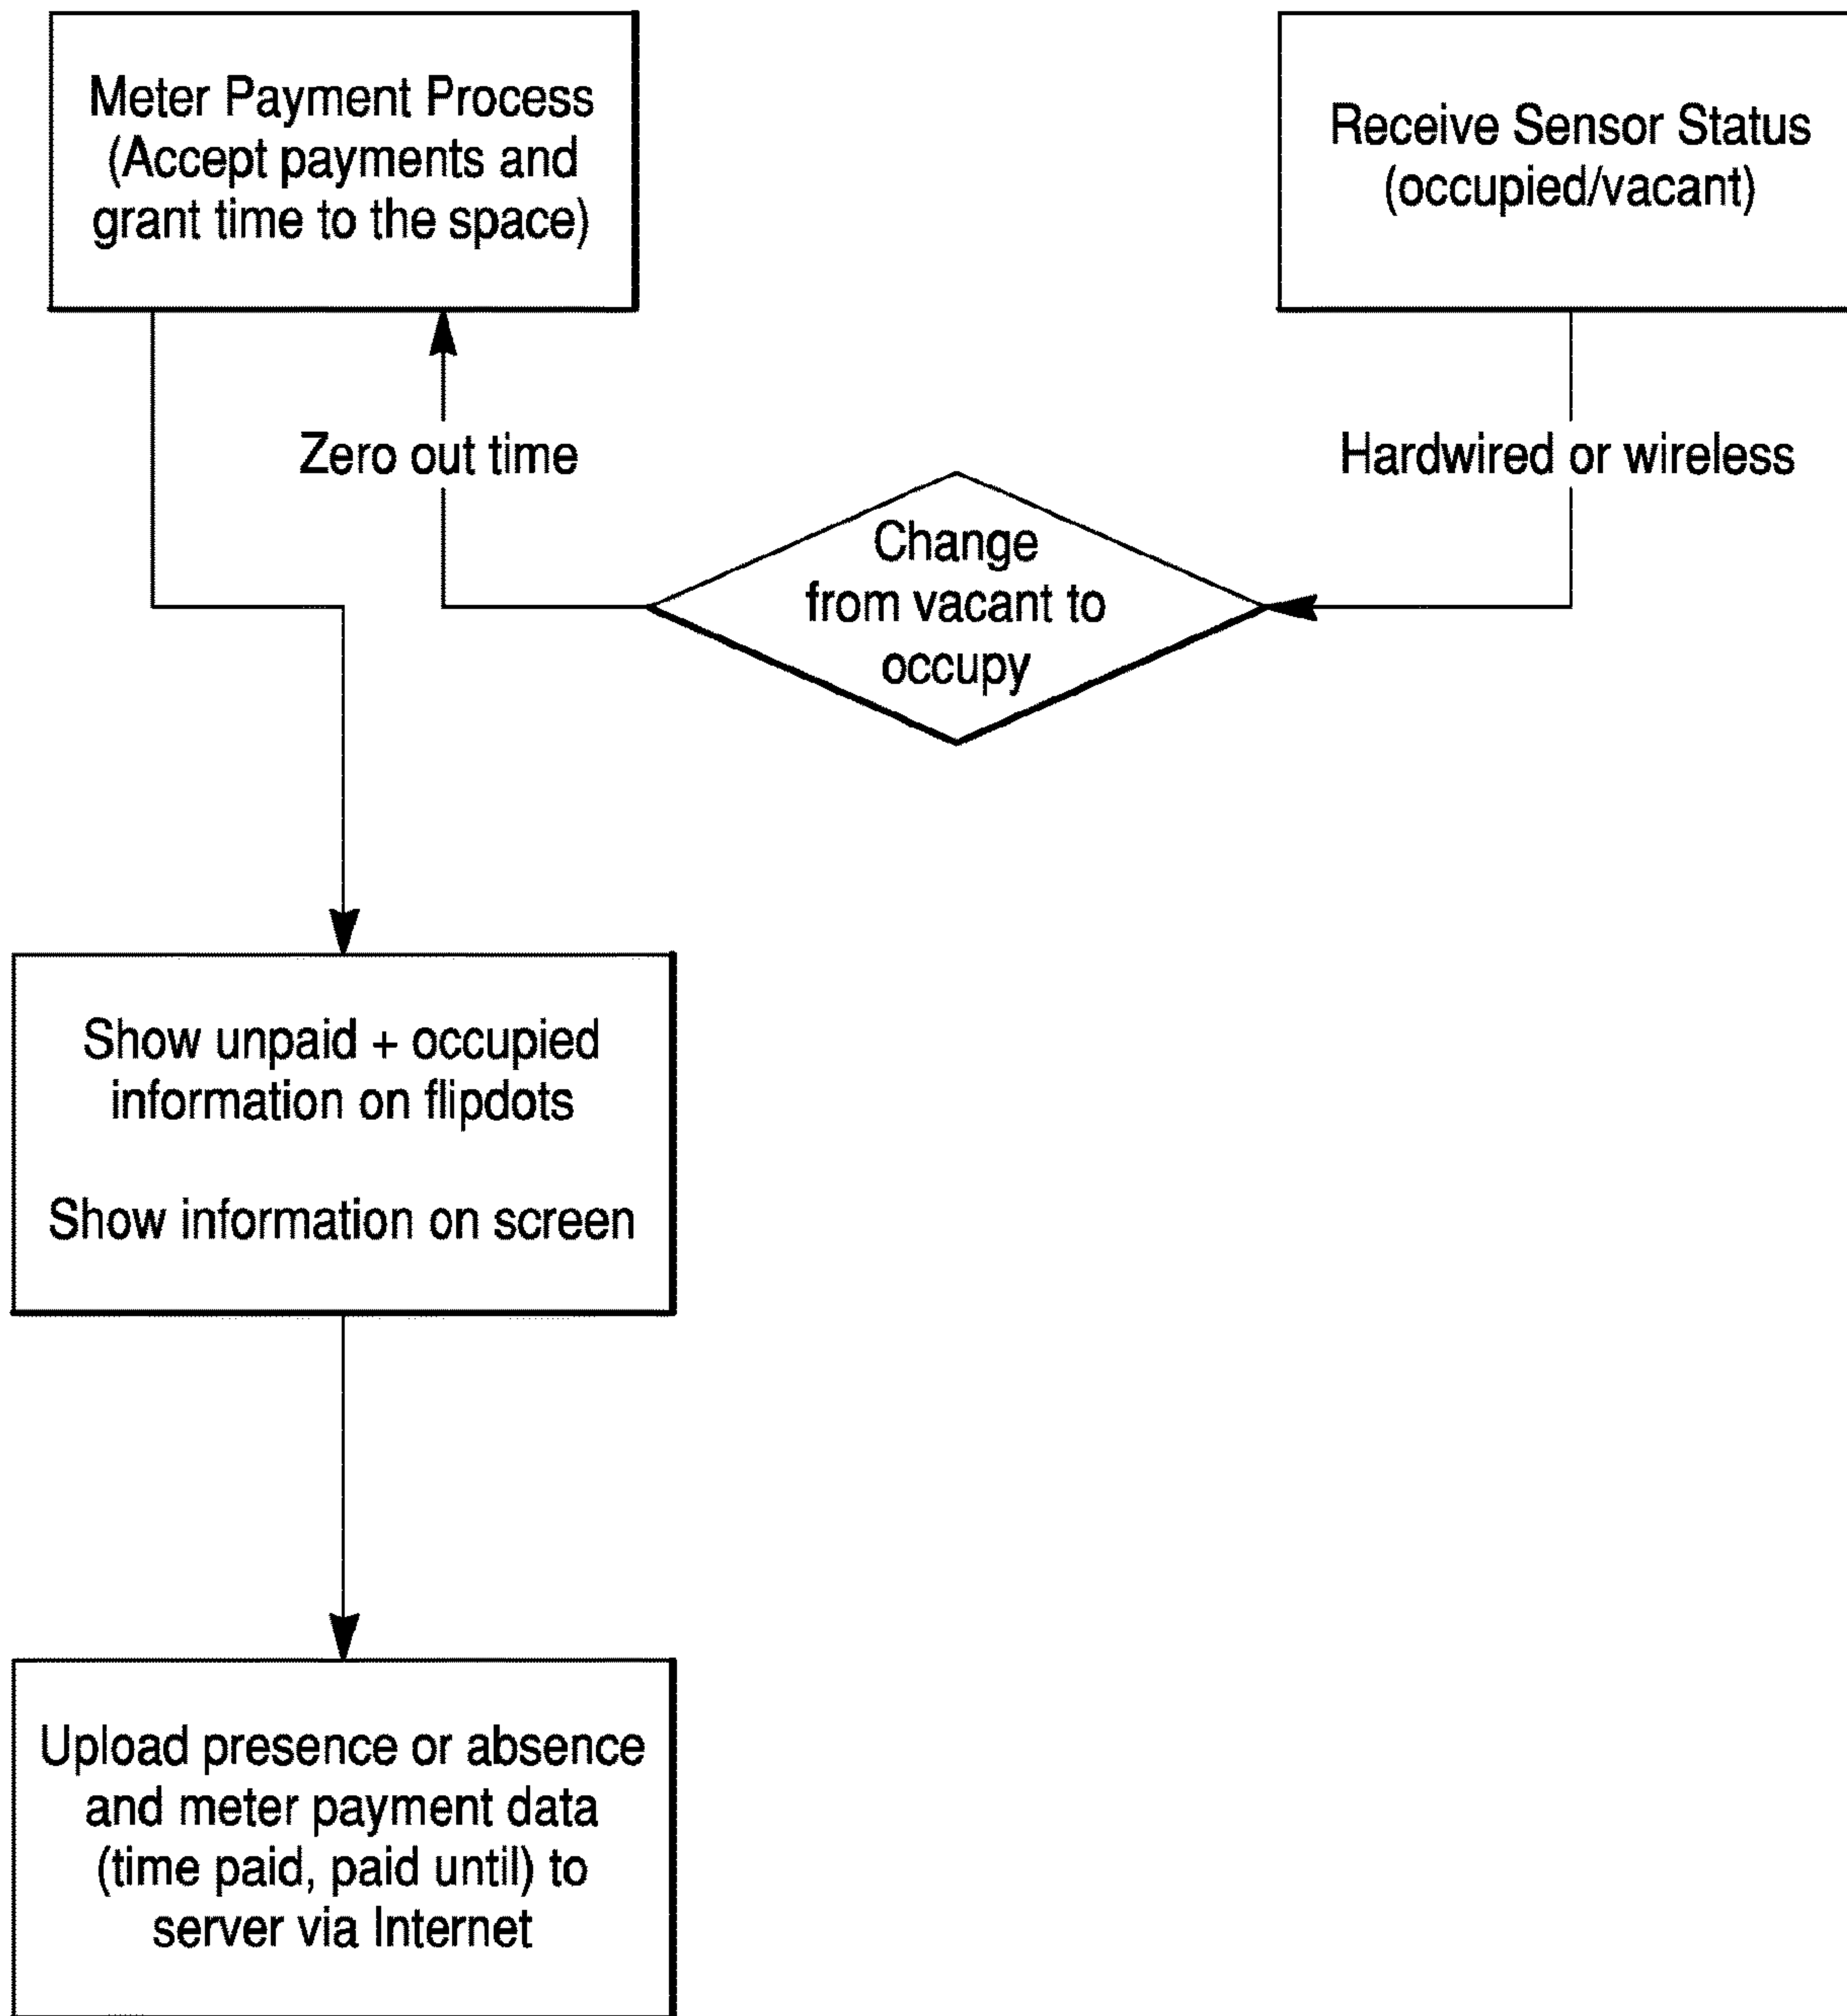 Meter Payment Process
(Accept payments and
grant time to the space)
Receive Sensor Status
(occupied/vacant)
Zero out time
Hardwired or wireless
Change
from vacant to
occupy
Show unpaid + occupied
information on flipdots
Show information on screen
Upload presence or absence
and meter payment data
(time paid, paid until) to
server via Internet